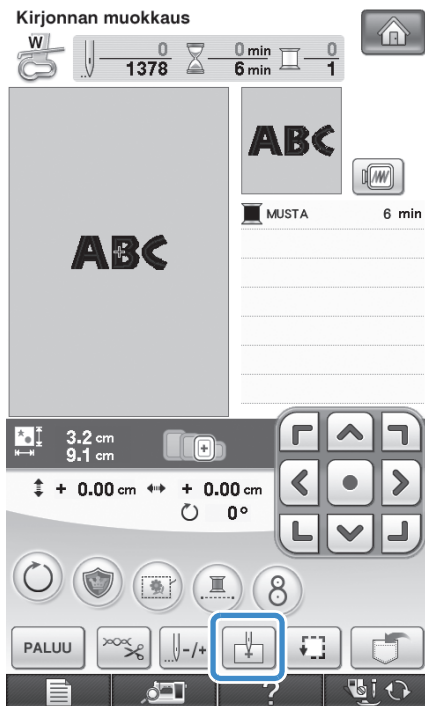 Kirjonnan muokkaus
W
0 0 min 0
1378 6 min 1
ABC
MUSTA 6 min
ABC
3.2 cm
9.1 cm
+ 0.00 cm + 0.00 cm
0°
8
PALUU -/+
? i